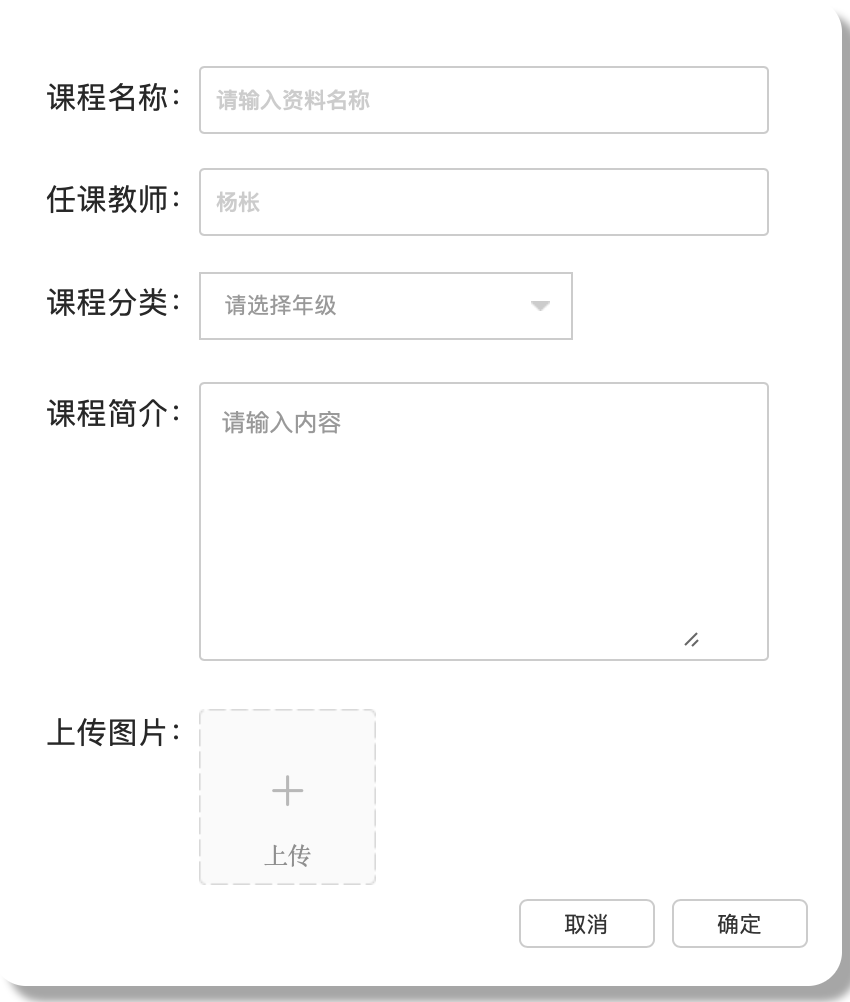 课程名称：
请输入资料名称
任课教师：
杨枨
课程分类：
请选择年级
课程简介：
请输入内容
上传图片：
上传
取消
确定